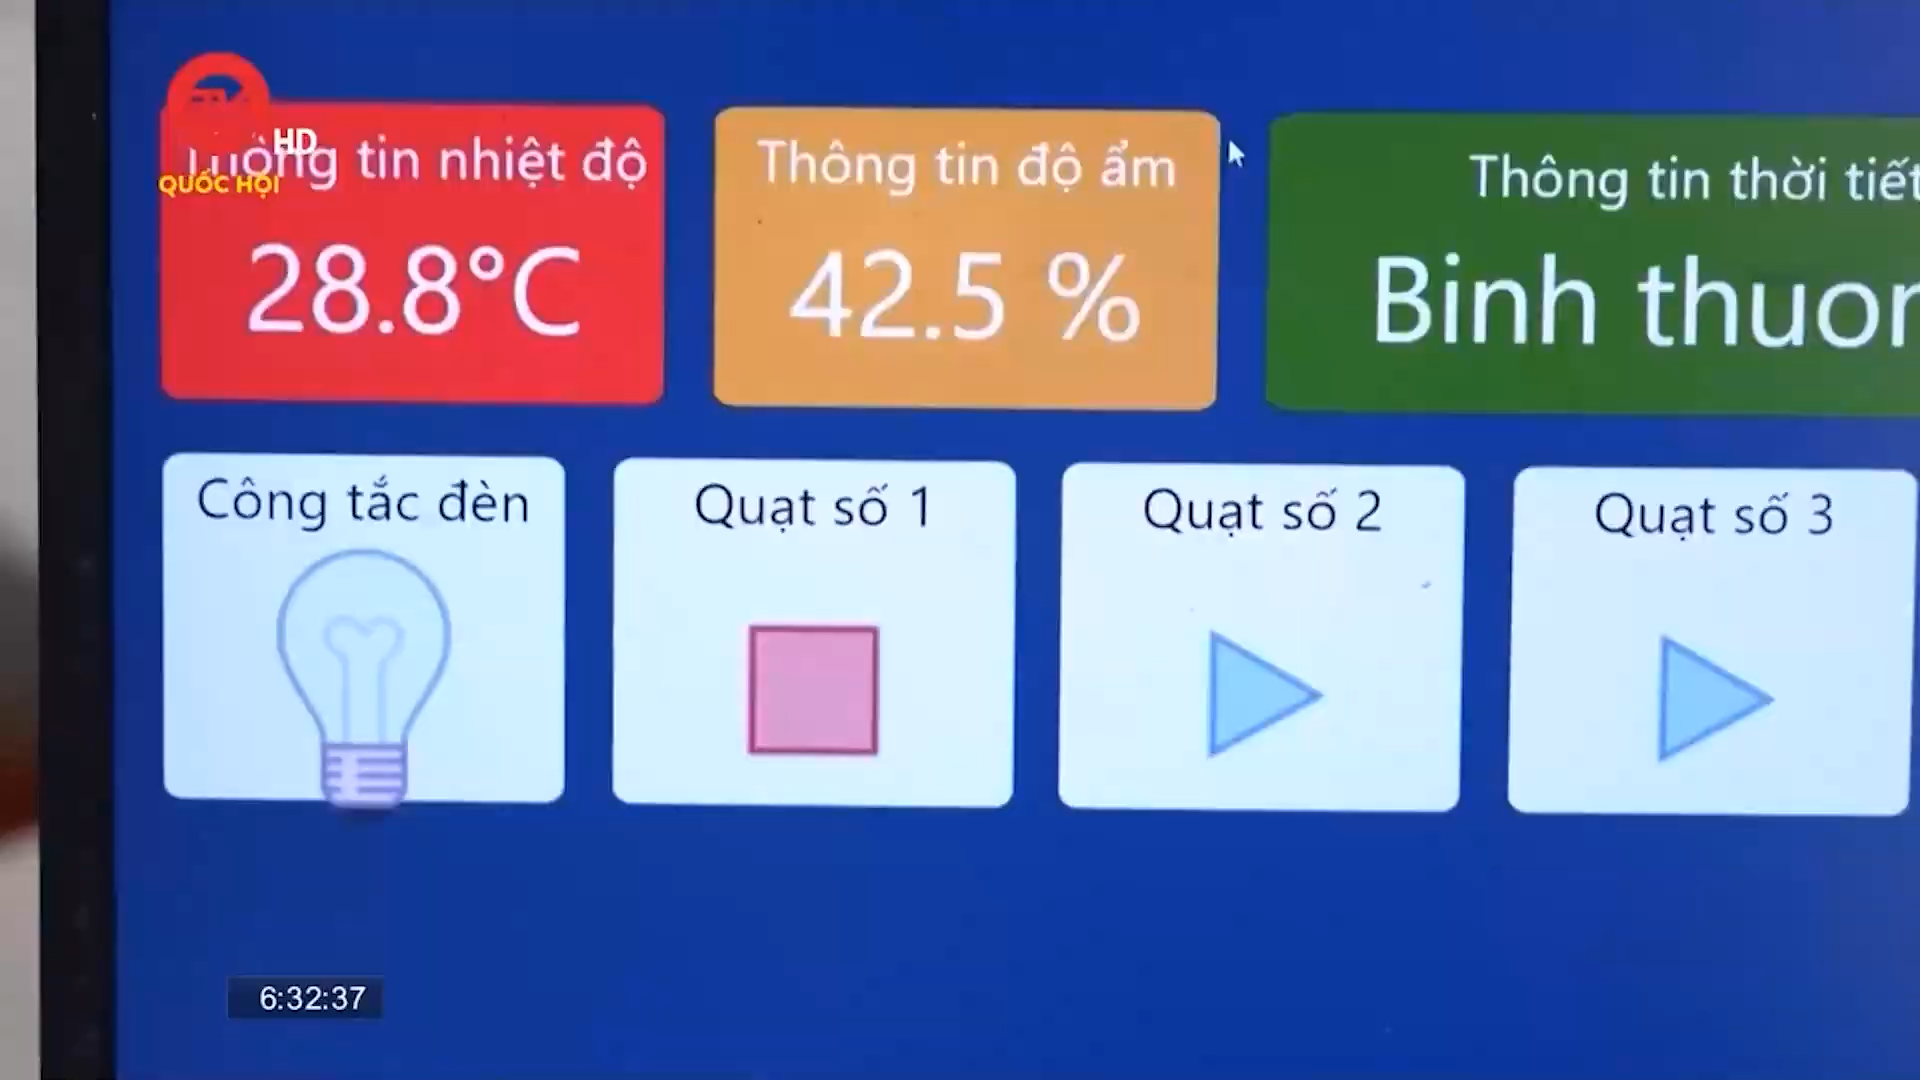 HD
QUỐC HỘI
Thông tin nhiệt độ
28.8°C
Thông tin độ ẩm
42.5 %
Thông tin thời tiết
Binh thuon
Công tắc đèn
Quạt số 1
Quạt số 2
Quạt số 3
6:32:37